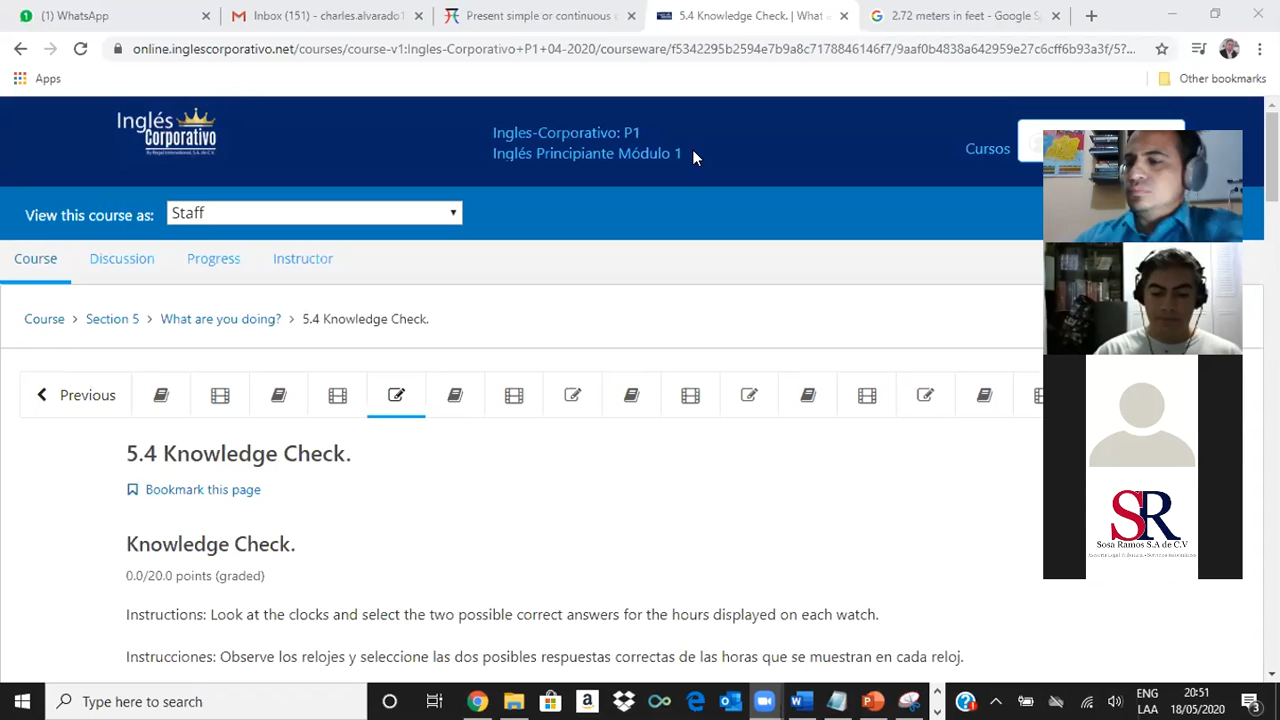 (1) WhatsApp
Inbox (151) - charles.alvaradod
Present simple or continuous
5.4 Knowledge Check. | What
2.72 meters in feet - Google S
online.inglescorporativo.net/courses/course-v1:Ingles-Corporativo+P1+04-2020/courseware/f5342295b2594e7b9a8c7178846146f7/9aaf0b4838a642959e27c6cff6b93a3f/5?...
Apps
Other bookmarks
Inglés
Corporativo
By Regal International, S.A. de C.V.
Ingles-Corporativo: P1
Inglés Principiante Módulo 1
Cursos
View this course as:
Staff
Course
Discussion
Progress
Instructor
Course > Section 5 > What are you doing? > 5.4 Knowledge Check.
Previous
5.4 Knowledge Check.
Bookmark this page
Knowledge Check.
0.0/20.0 points (graded)
Instructions: Look at the clocks and select the two possible correct answers for the hours displayed on each watch.
Instrucciones: Observe los relojes y seleccione las dos posibles respuestas correctas de las horas que se muestran en cada reloj.
SR
Sosa Ramos S.A de C.V
Type here to search
ENG
LAA
20:51
18/05/2020
3